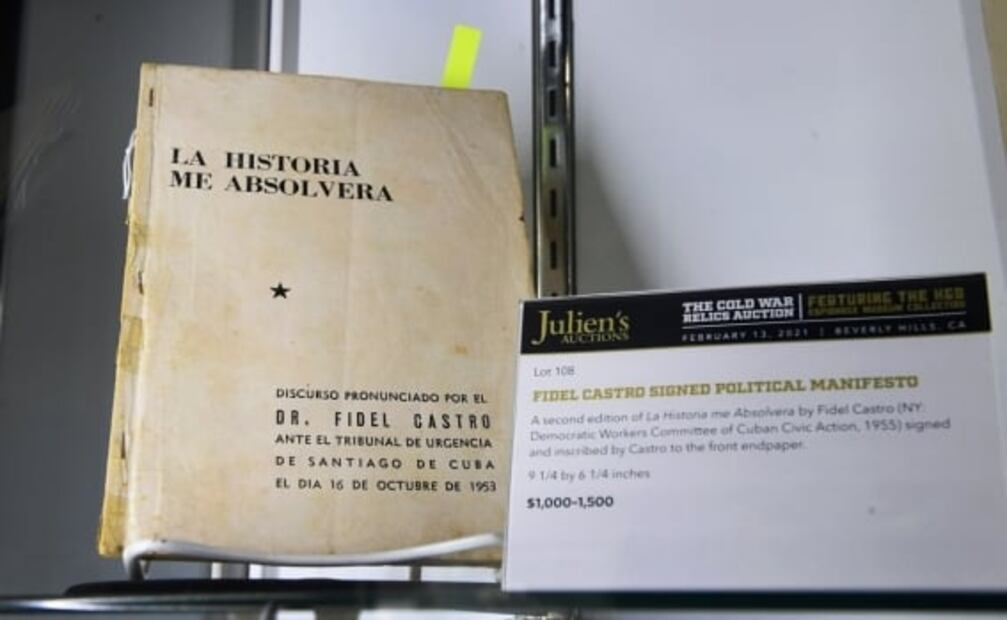 LA HISTORIA
ME ABSOLVERA
DISCURSO PRONUNCIADO POR EL
DR. FIDEL CASTRO
ANTE EL TRIBUNAL DE URGENCIA
DE SANTIAGO DE CUBA
EL DIA 16 DE OCTUBRE DE 1953
Julien's
AUCTIONS
THE COLD WAR
RELICS AUCTION
FEATURING THE KGB
ESPIONAGE MUSEUM COLLECTION
FEBRUARY 13, 2021 | BEVERLY HILLS, CA
Lot 108
FIDEL CASTRO SIGNED POLITICAL MANIFESTO
A second edition of La Historia me Absolvera by Fidel Castro (NY:
Democratic Workers Committee of Cuban Civic Action, 1955) signed
and inscribed by Castro to the front endpaper.
9 1/4 by 6 1/4 inches
$1,000-1,500